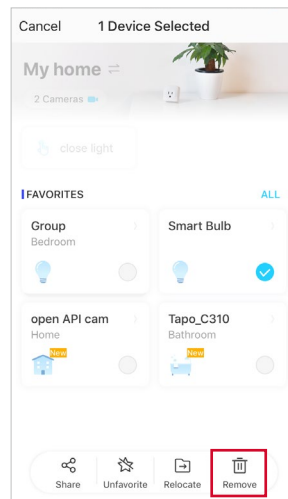 Cancel 1 Device Selected
My home
2 Cameras
close light
FAVORITES ALL
Group Smart Bulb
Bedroom
open API cam Tapo_C310
Home Bathroom
New New
Share Unfavorite Relocate Remove